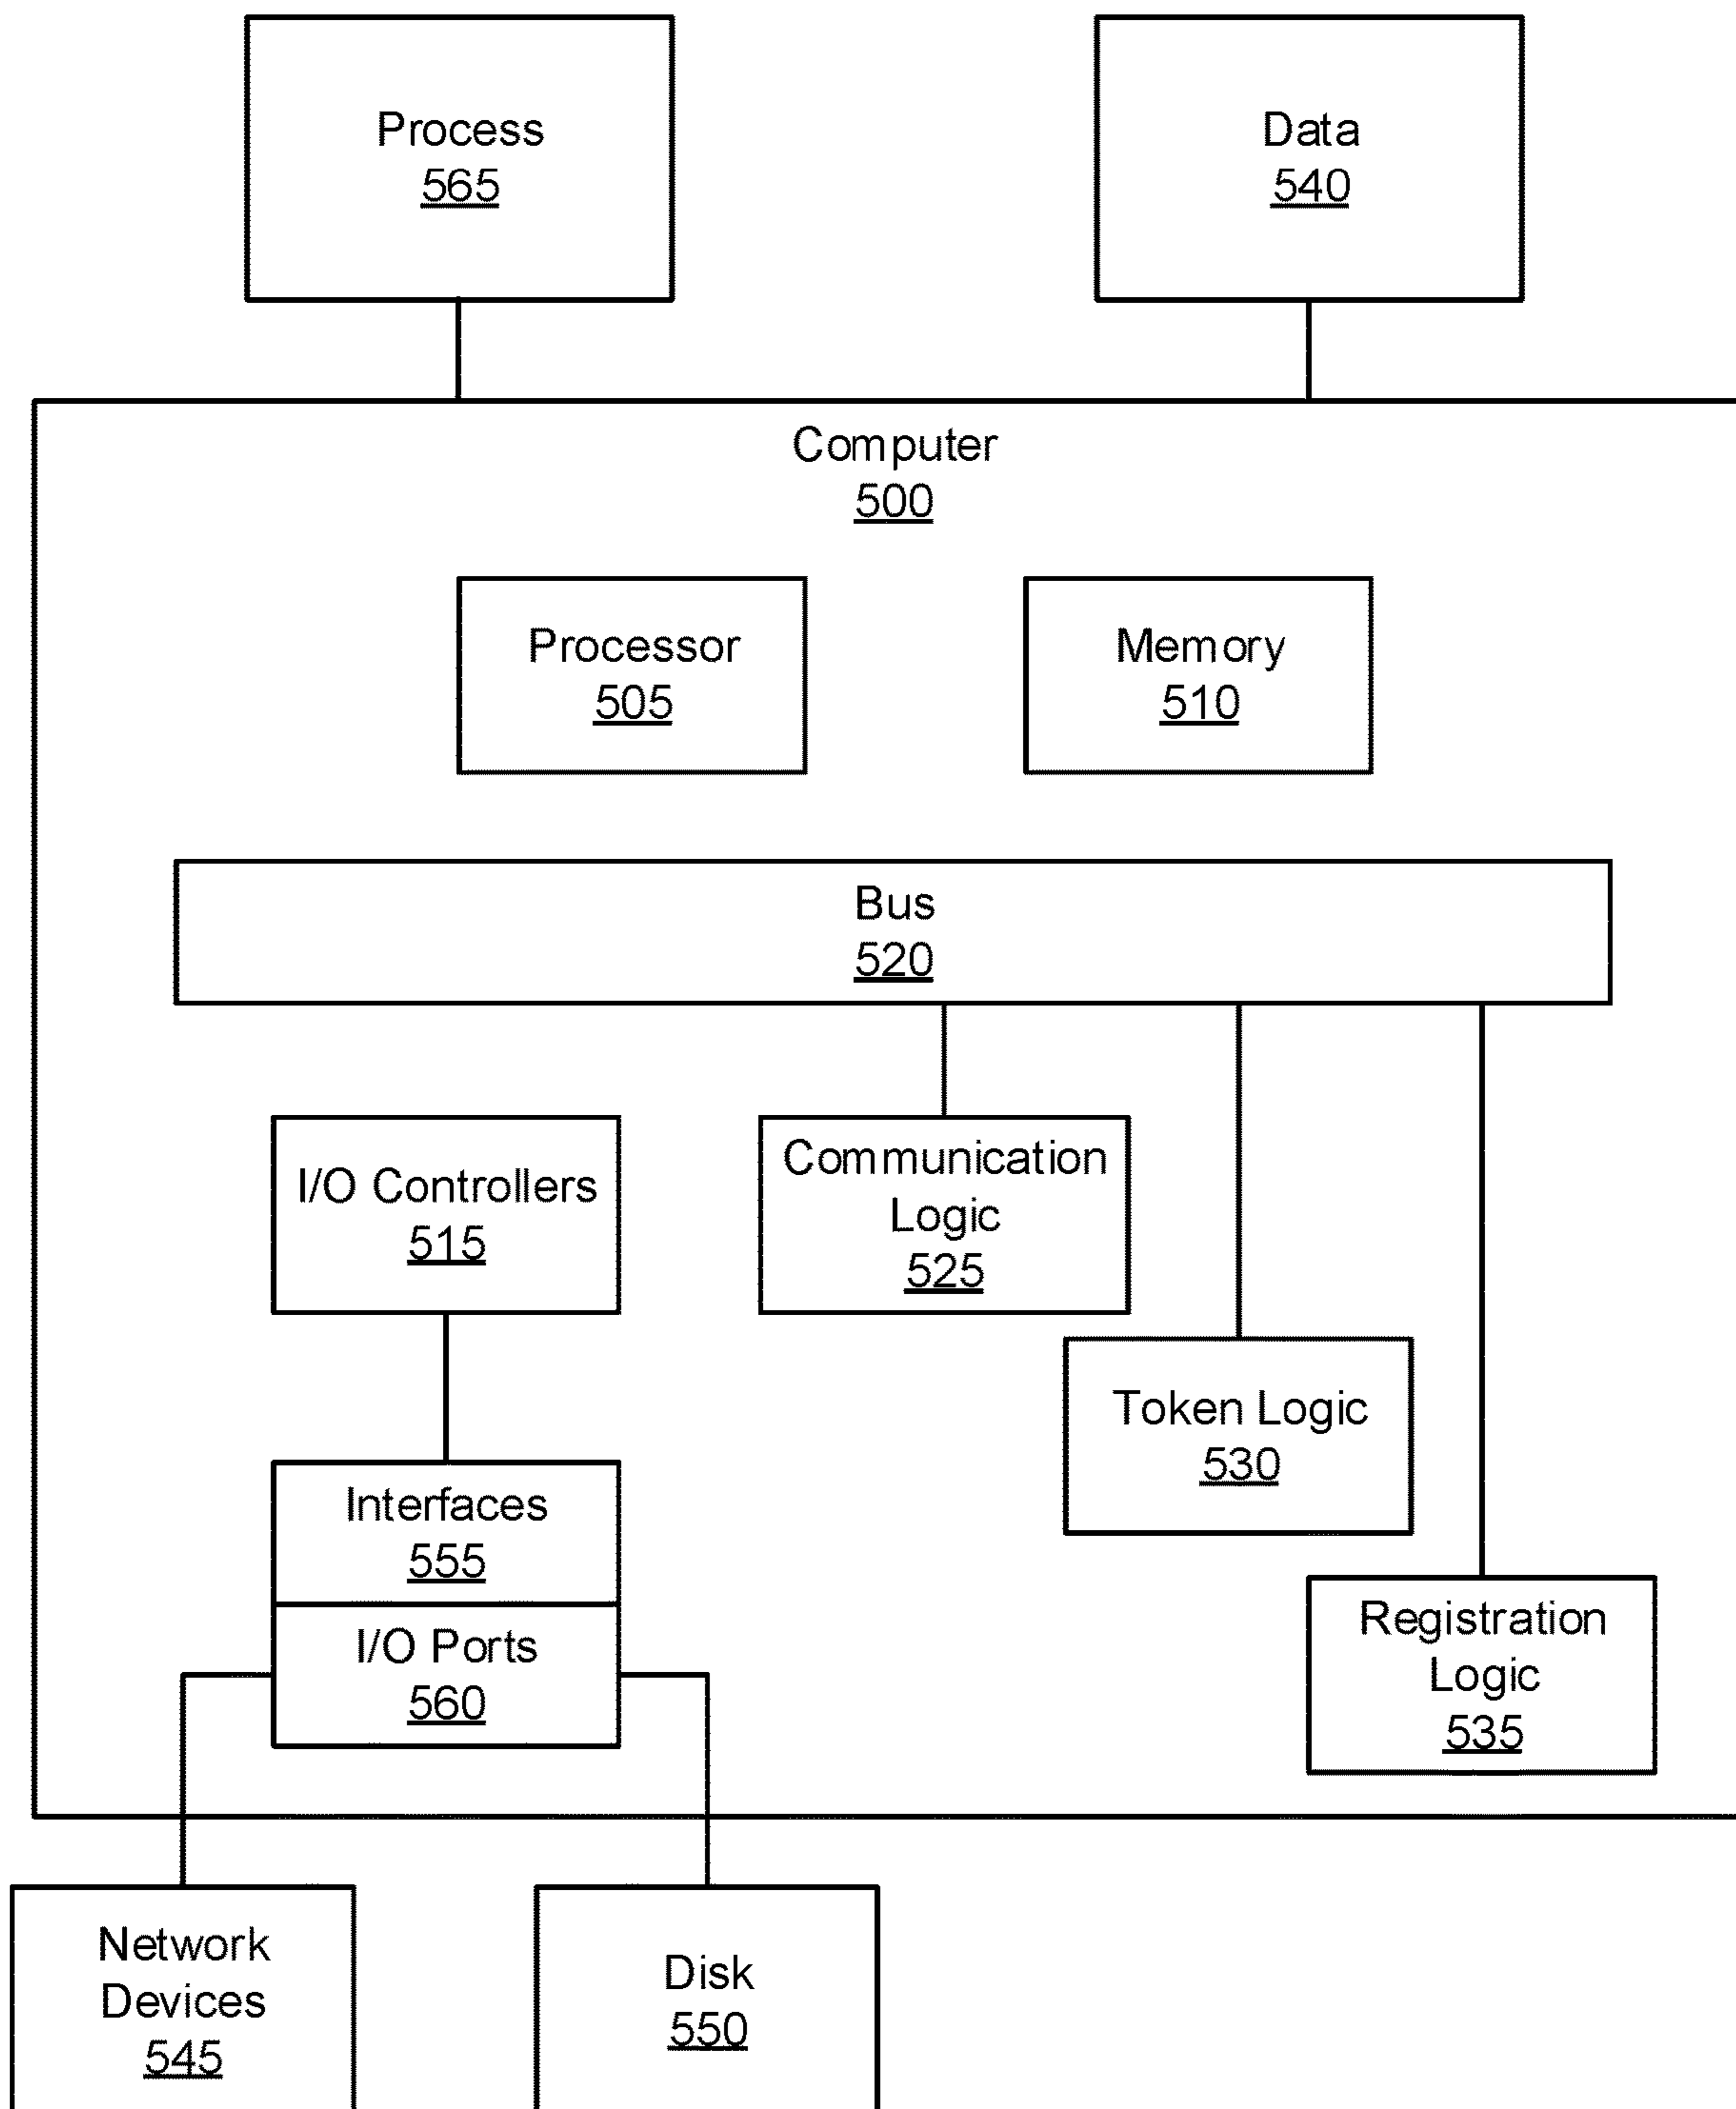 Process
565
Data
540
Computer
500
Processor
505
Memory
510
Bus
520
I/O Controllers
515
Communication
Logic
525
Token Logic
530
Interfaces
555
I/O Ports
560
Registration
Logic
535
Network
Devices
545
Disk
550